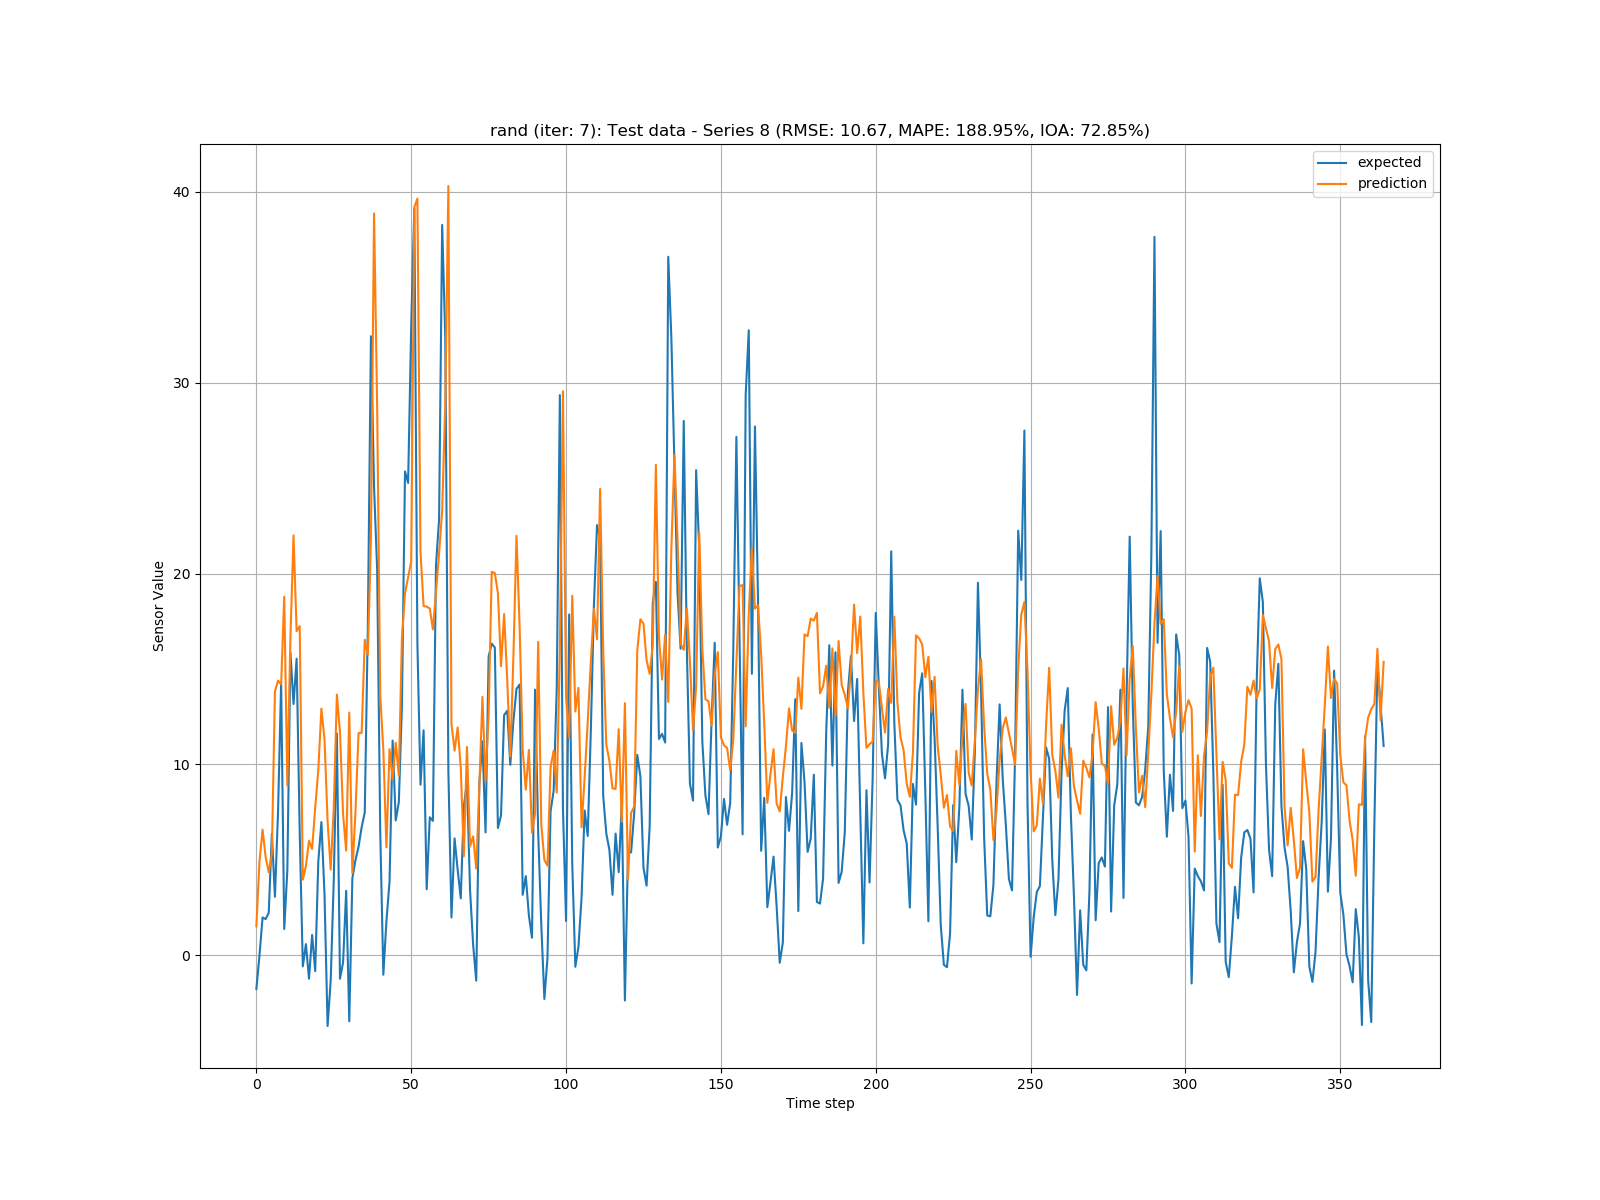 rand (iter: 7): Test data - Series 8 (RMSE: 10.67, MAPE: 188.95%, IOA: 72.85%)
expected
prediction
40
30
20
10
0
Sensor Value
0 50 100 150 200 250 300 350
Time step